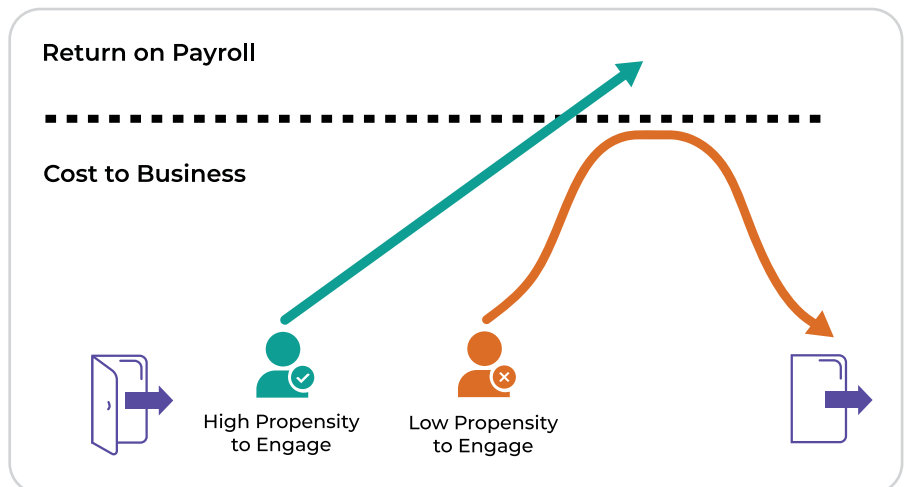 Return on Payroll
Cost to Business
High Propensity
to Engage
Low Propensity
to Engage